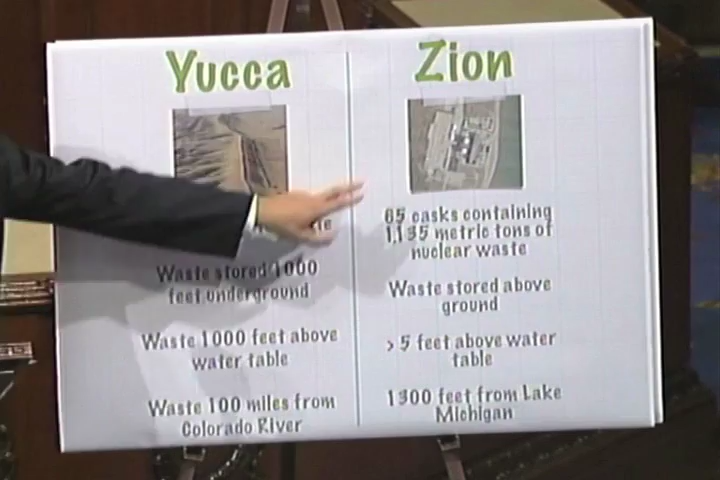 Yucca
Waste stored 1000
feet underground
Waste 1000 feet above
water table
Waste 100 miles from
Colorado River
Zion
65 casks containing
1,135 metric tons of
nuclear waste
Waste stored above
ground
> 5 feet above water
table
1300 feet from Lake
Michigan